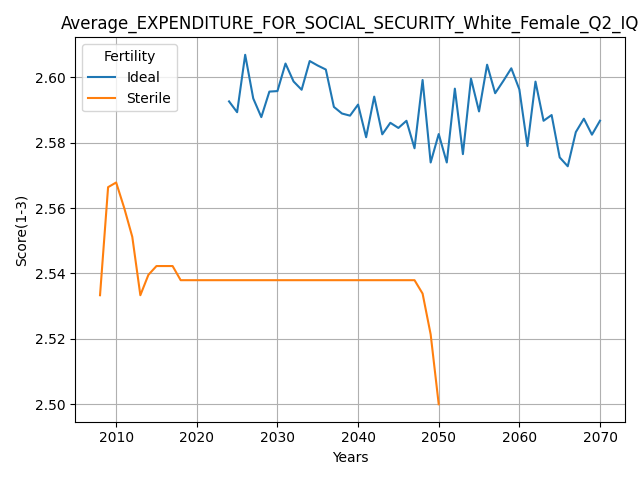 Average_EXPENDITURE_FOR_SOCIAL_SECURITY_White_Female_Q2_IQ
Fertility
Ideal
Sterile
Score(1-3)
2.60
2.58
2.56
2.54
2.52
2.50
2010 2020 2030 2040 2050 2060 2070
Years